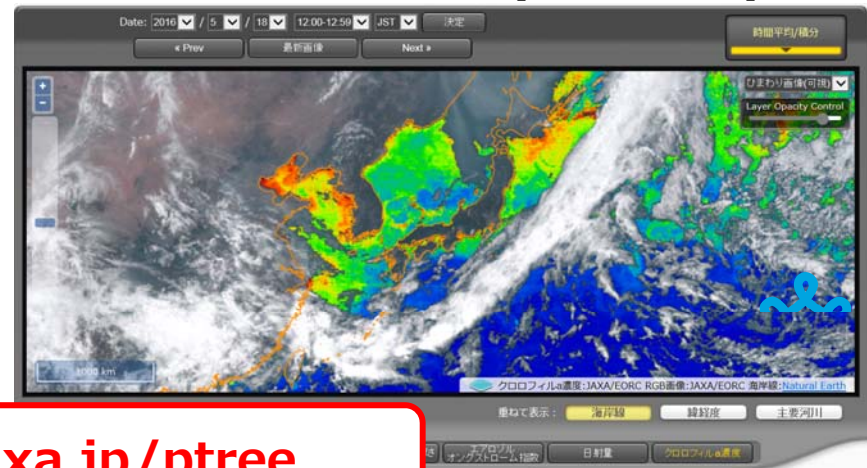 Date: 2016 / 5 / 18 12:00-12:59 JST 決定
« Prev 最新画像 Next »
時間平均/積分
+
ひまわり画像(可視)
Layer Opacity Control
-
1000 km
クロロフィルa濃度:JAXA/EORC RGB画像:JAXA/EORC 海岸線:Natural Earth
重ねて表示: 海岸線 緯経度 主要河川
xa.jp/ptree
エアロゾル
オングストローム指数 日射量 クロロフィルa濃度